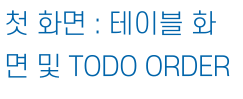 첫 화면 : 테이블 화
면 및 TODO ORDER